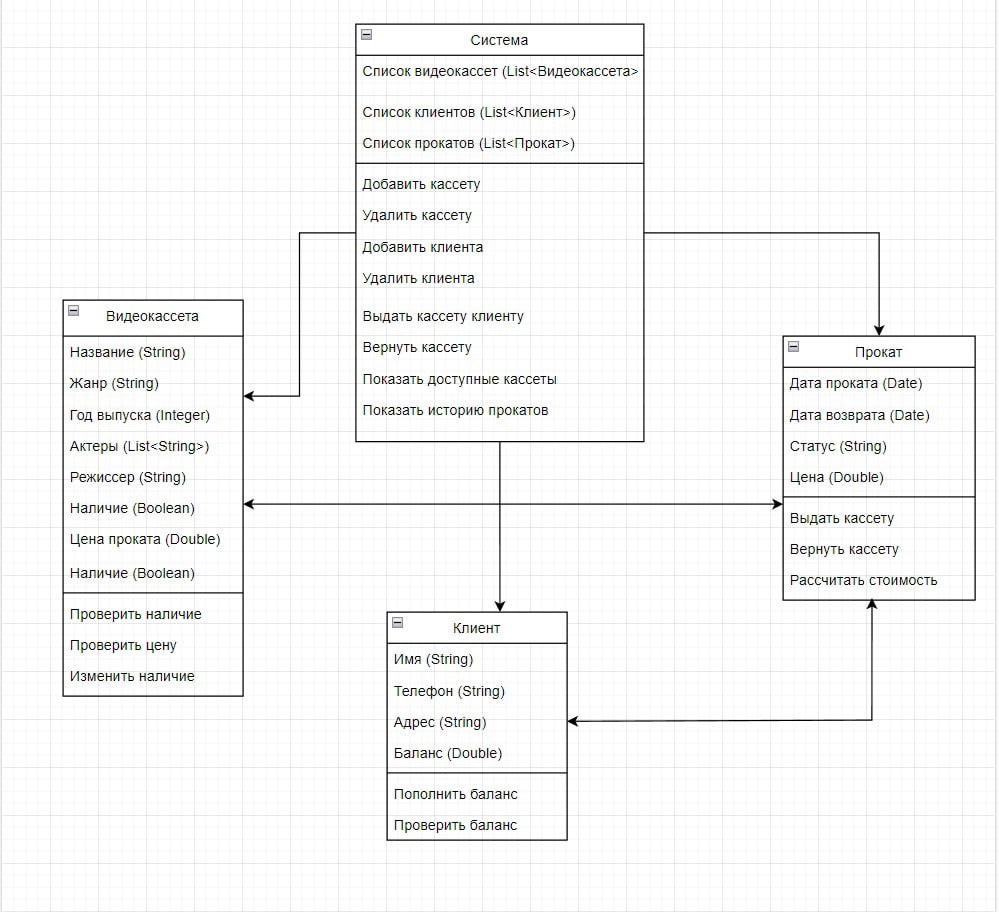 Система
Список видеокассет (List<Видеокассета>
Список клиентов (List<Клиент>)
Список прокатов (List<Прокат>)
Добавить кассету
Удалить кассету
Добавить клиента
Удалить клиента
Выдать кассету клиенту
Вернуть кассету
Показать доступные кассеты
Показать историю прокатов
Видеокассета
Название (String)
Жанр (String)
Год выпуска (Integer)
Актеры (List<String>)
Режиссер (String)
Наличие (Boolean)
Цена проката (Double)
Наличие (Boolean)
Проверить наличие
Проверить цену
Изменить наличие
Прокат
Дата проката (Date)
Дата возврата (Date)
Статус (String)
Цена (Double)
Выдать кассету
Вернуть кассету
Рассчитать стоимость
Клиент
Имя (String)
Телефон (String)
Адрес (String)
Баланс (Double)
Пополнить баланс
Проверить баланс